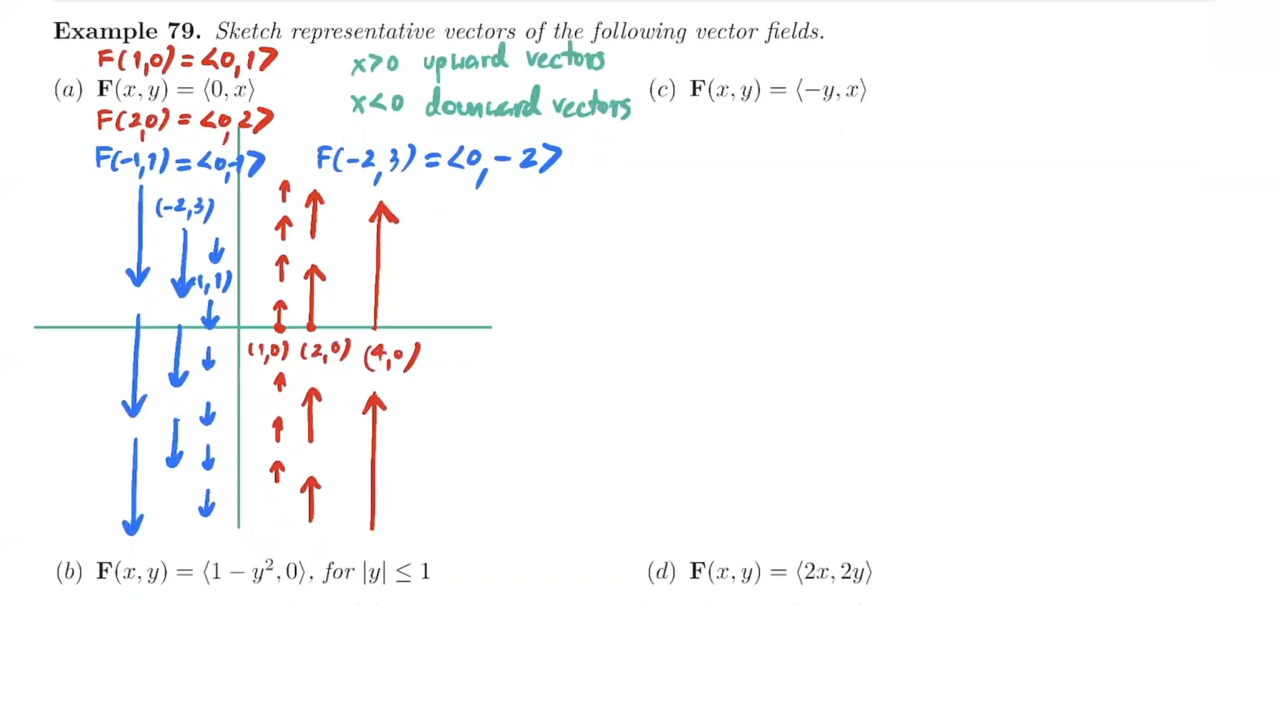 Example 79. Sketch representative vectors of the following vector fields.
F(1,0) = <0,1>
x>0 upward vectors
(a) F(x, y) = ⟨0, x⟩
x<0 downward vectors
(c) F(x, y) = ⟨−y, x⟩
F(2,0) = <0,2>
F(-1,1) = <0,-1>
F(-2,3) = <0,-2>
(-2,3)
(-1,1)
(1,0) (2,0) (4,0)
(b) F(x, y) = ⟨1 − y², 0⟩, for |y| ≤ 1
(d) F(x, y) = ⟨2x, 2y⟩